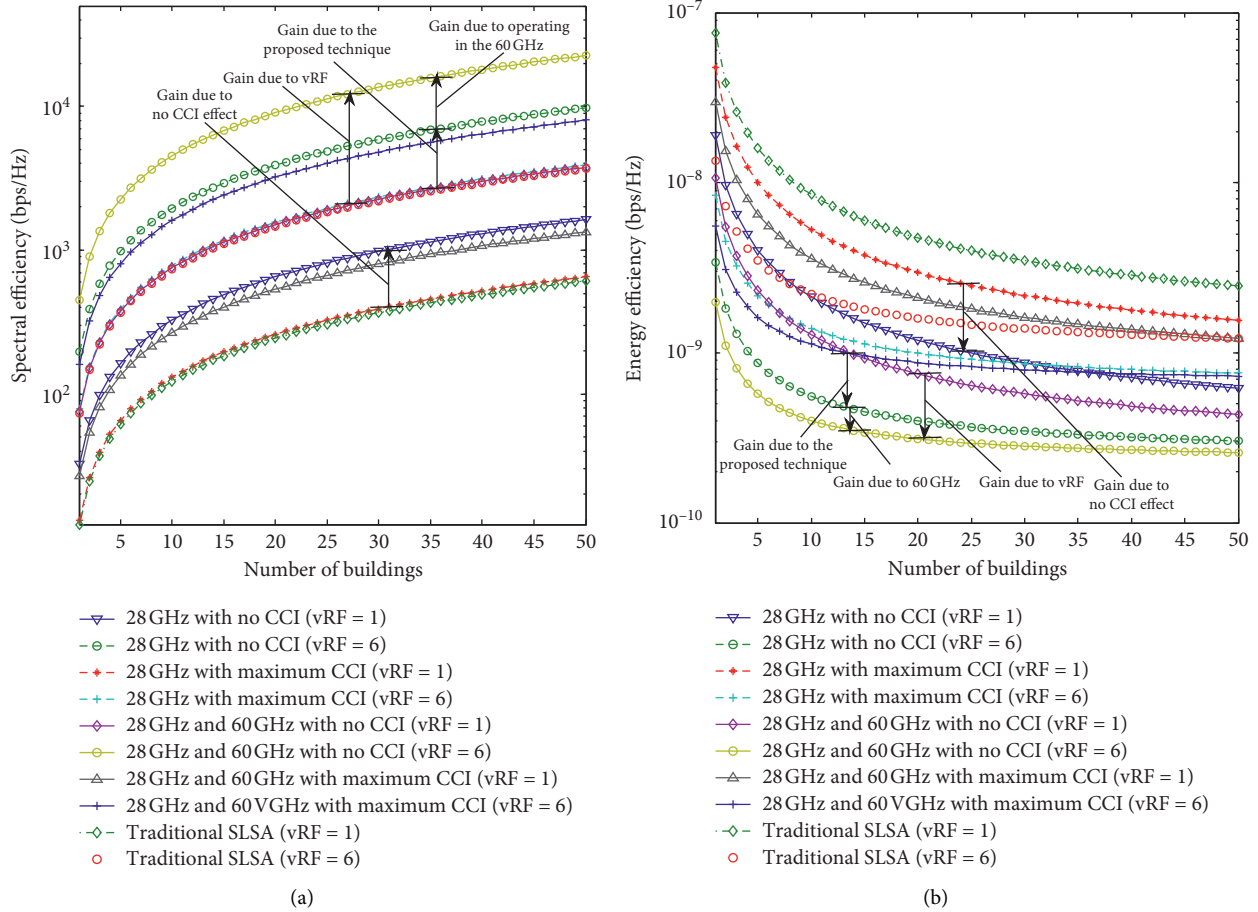 Gain due to the
proposed technique
Gain due to operating
in the 60 GHz
Gain due to vRF
Gain due to
no CCI effect
Spectral efficiency (bps/Hz)
10^4
10^3
10^2
5 10 15 20 25 30 35 40 45 50
Number of buildings
28 GHz with no CCI (vRF = 1)
28 GHz with no CCI (vRF = 6)
28 GHz with maximum CCI (vRF = 1)
28 GHz with maximum CCI (vRF = 6)
28 GHz and 60 GHz with no CCI (vRF = 1)
28 GHz and 60 GHz with no CCI (vRF = 6)
28 GHz and 60 GHz with maximum CCI (vRF = 1)
28 GHz and 60 VGHz with maximum CCI (vRF = 6)
Traditional SLSA (vRF = 1)
Traditional SLSA (vRF = 6)
(a)
Energy efficiency (bps/Hz)
10^−7
10^−8
10^−9
10^−10
Gain due to the
proposed technique
Gain due to 60 GHz
Gain due to vRF
Gain due to
no CCI effect
5 10 15 20 25 30 35 40 45 50
Number of buildings
28 GHz with no CCI (vRF = 1)
28 GHz with no CCI (vRF = 6)
28 GHz with maximum CCI (vRF = 1)
28 GHz with maximum CCI (vRF = 6)
28 GHz and 60 GHz with no CCI (vRF = 1)
28 GHz and 60 GHz with no CCI (vRF = 6)
28 GHz and 60 GHz with maximum CCI (vRF = 1)
28 GHz and 60 VGHz with maximum CCI (vRF = 6)
Traditional SLSA (vRF = 1)
Traditional SLSA (vRF = 6)
(b)